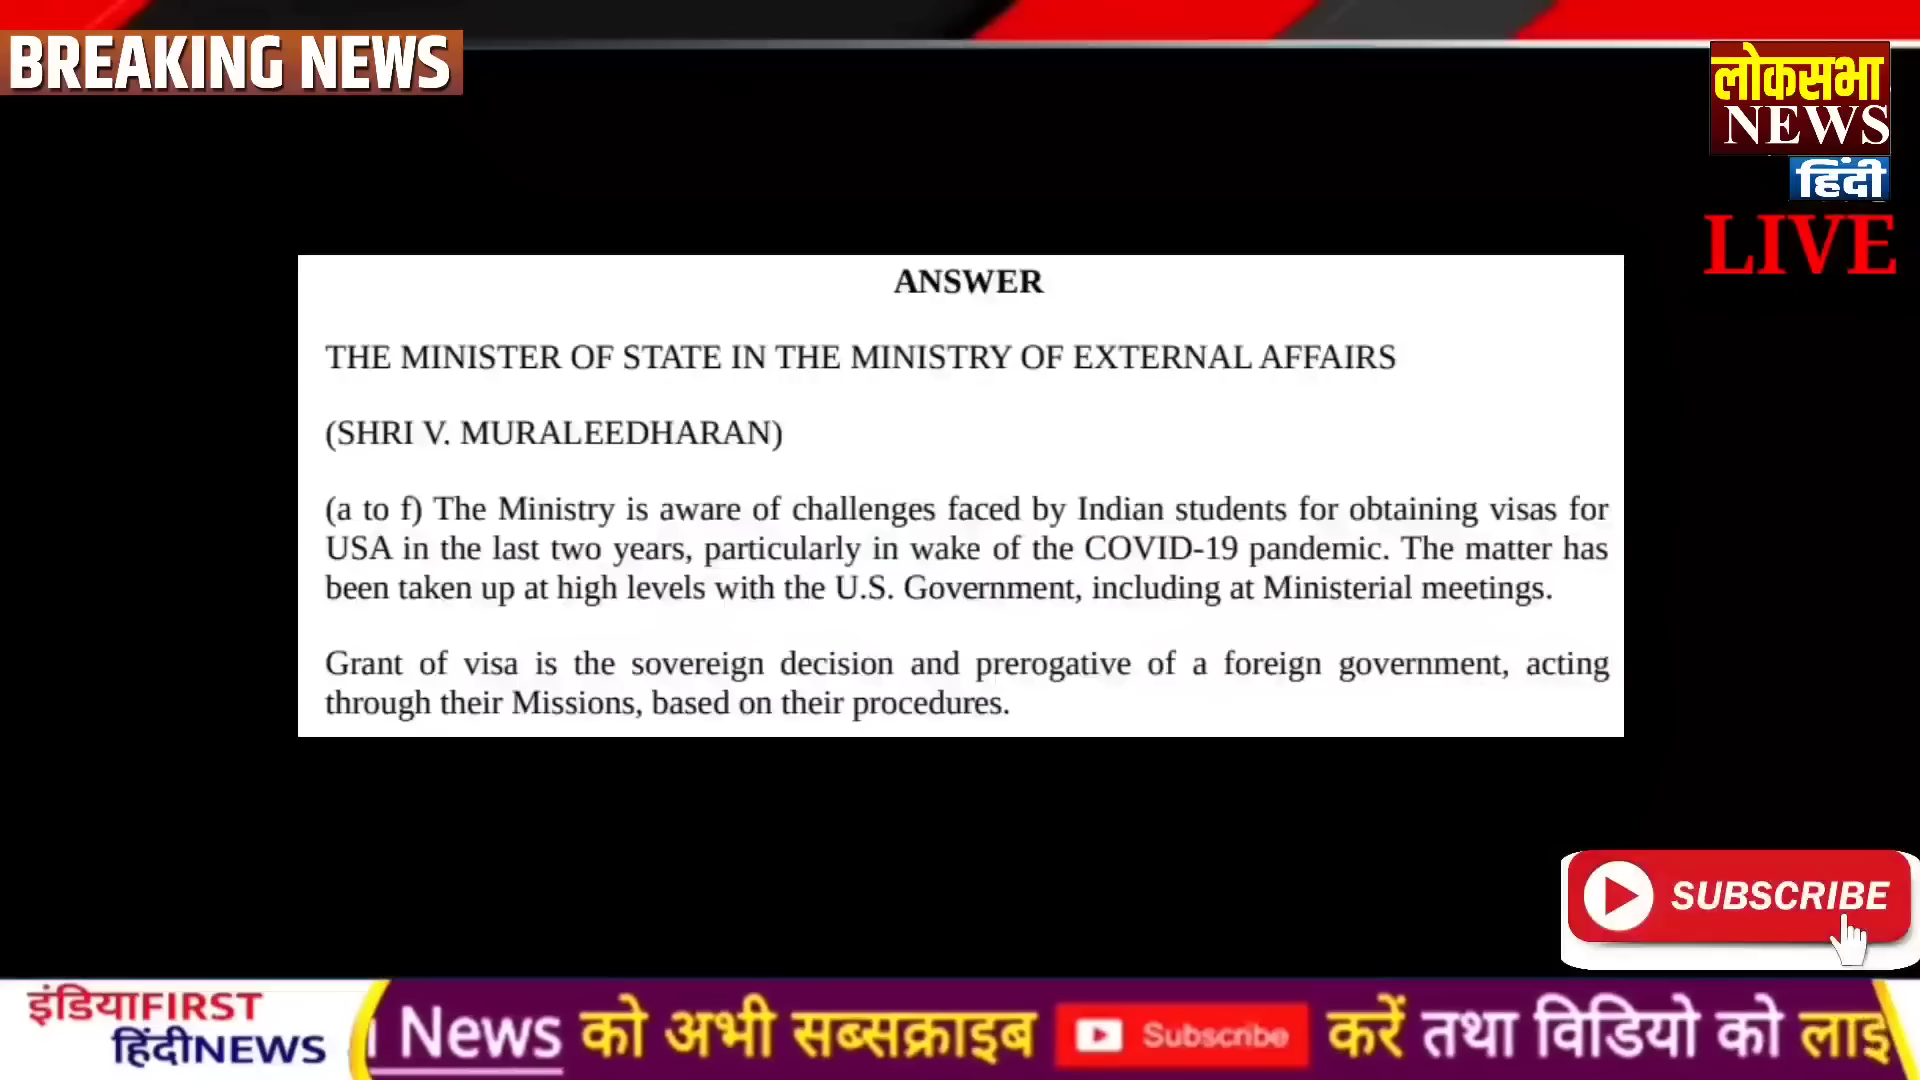 BREAKING NEWS
लोकसभा
NEWS
हिंदी
LIVE
ANSWER
THE MINISTER OF STATE IN THE MINISTRY OF EXTERNAL AFFAIRS
(SHRI V. MURALEEDHARAN)
(a to f) The Ministry is aware of challenges faced by Indian students for obtaining visas for
USA in the last two years, particularly in wake of the COVID-19 pandemic. The matter has
been taken up at high levels with the U.S. Government, including at Ministerial meetings.
Grant of visa is the sovereign decision and prerogative of a foreign government, acting
through their Missions, based on their procedures.
SUBSCRIBE
इंडियाFIRST
हिंदीNEWS
News को अभी सब्सक्राइब Subscribe करें तथा विडियो को लाइ